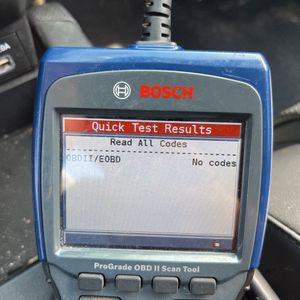 BOSCH
Quick Test Results
Read All Codes
OBDII/EOBD No codes
ProGrade OBD II Scan Tool